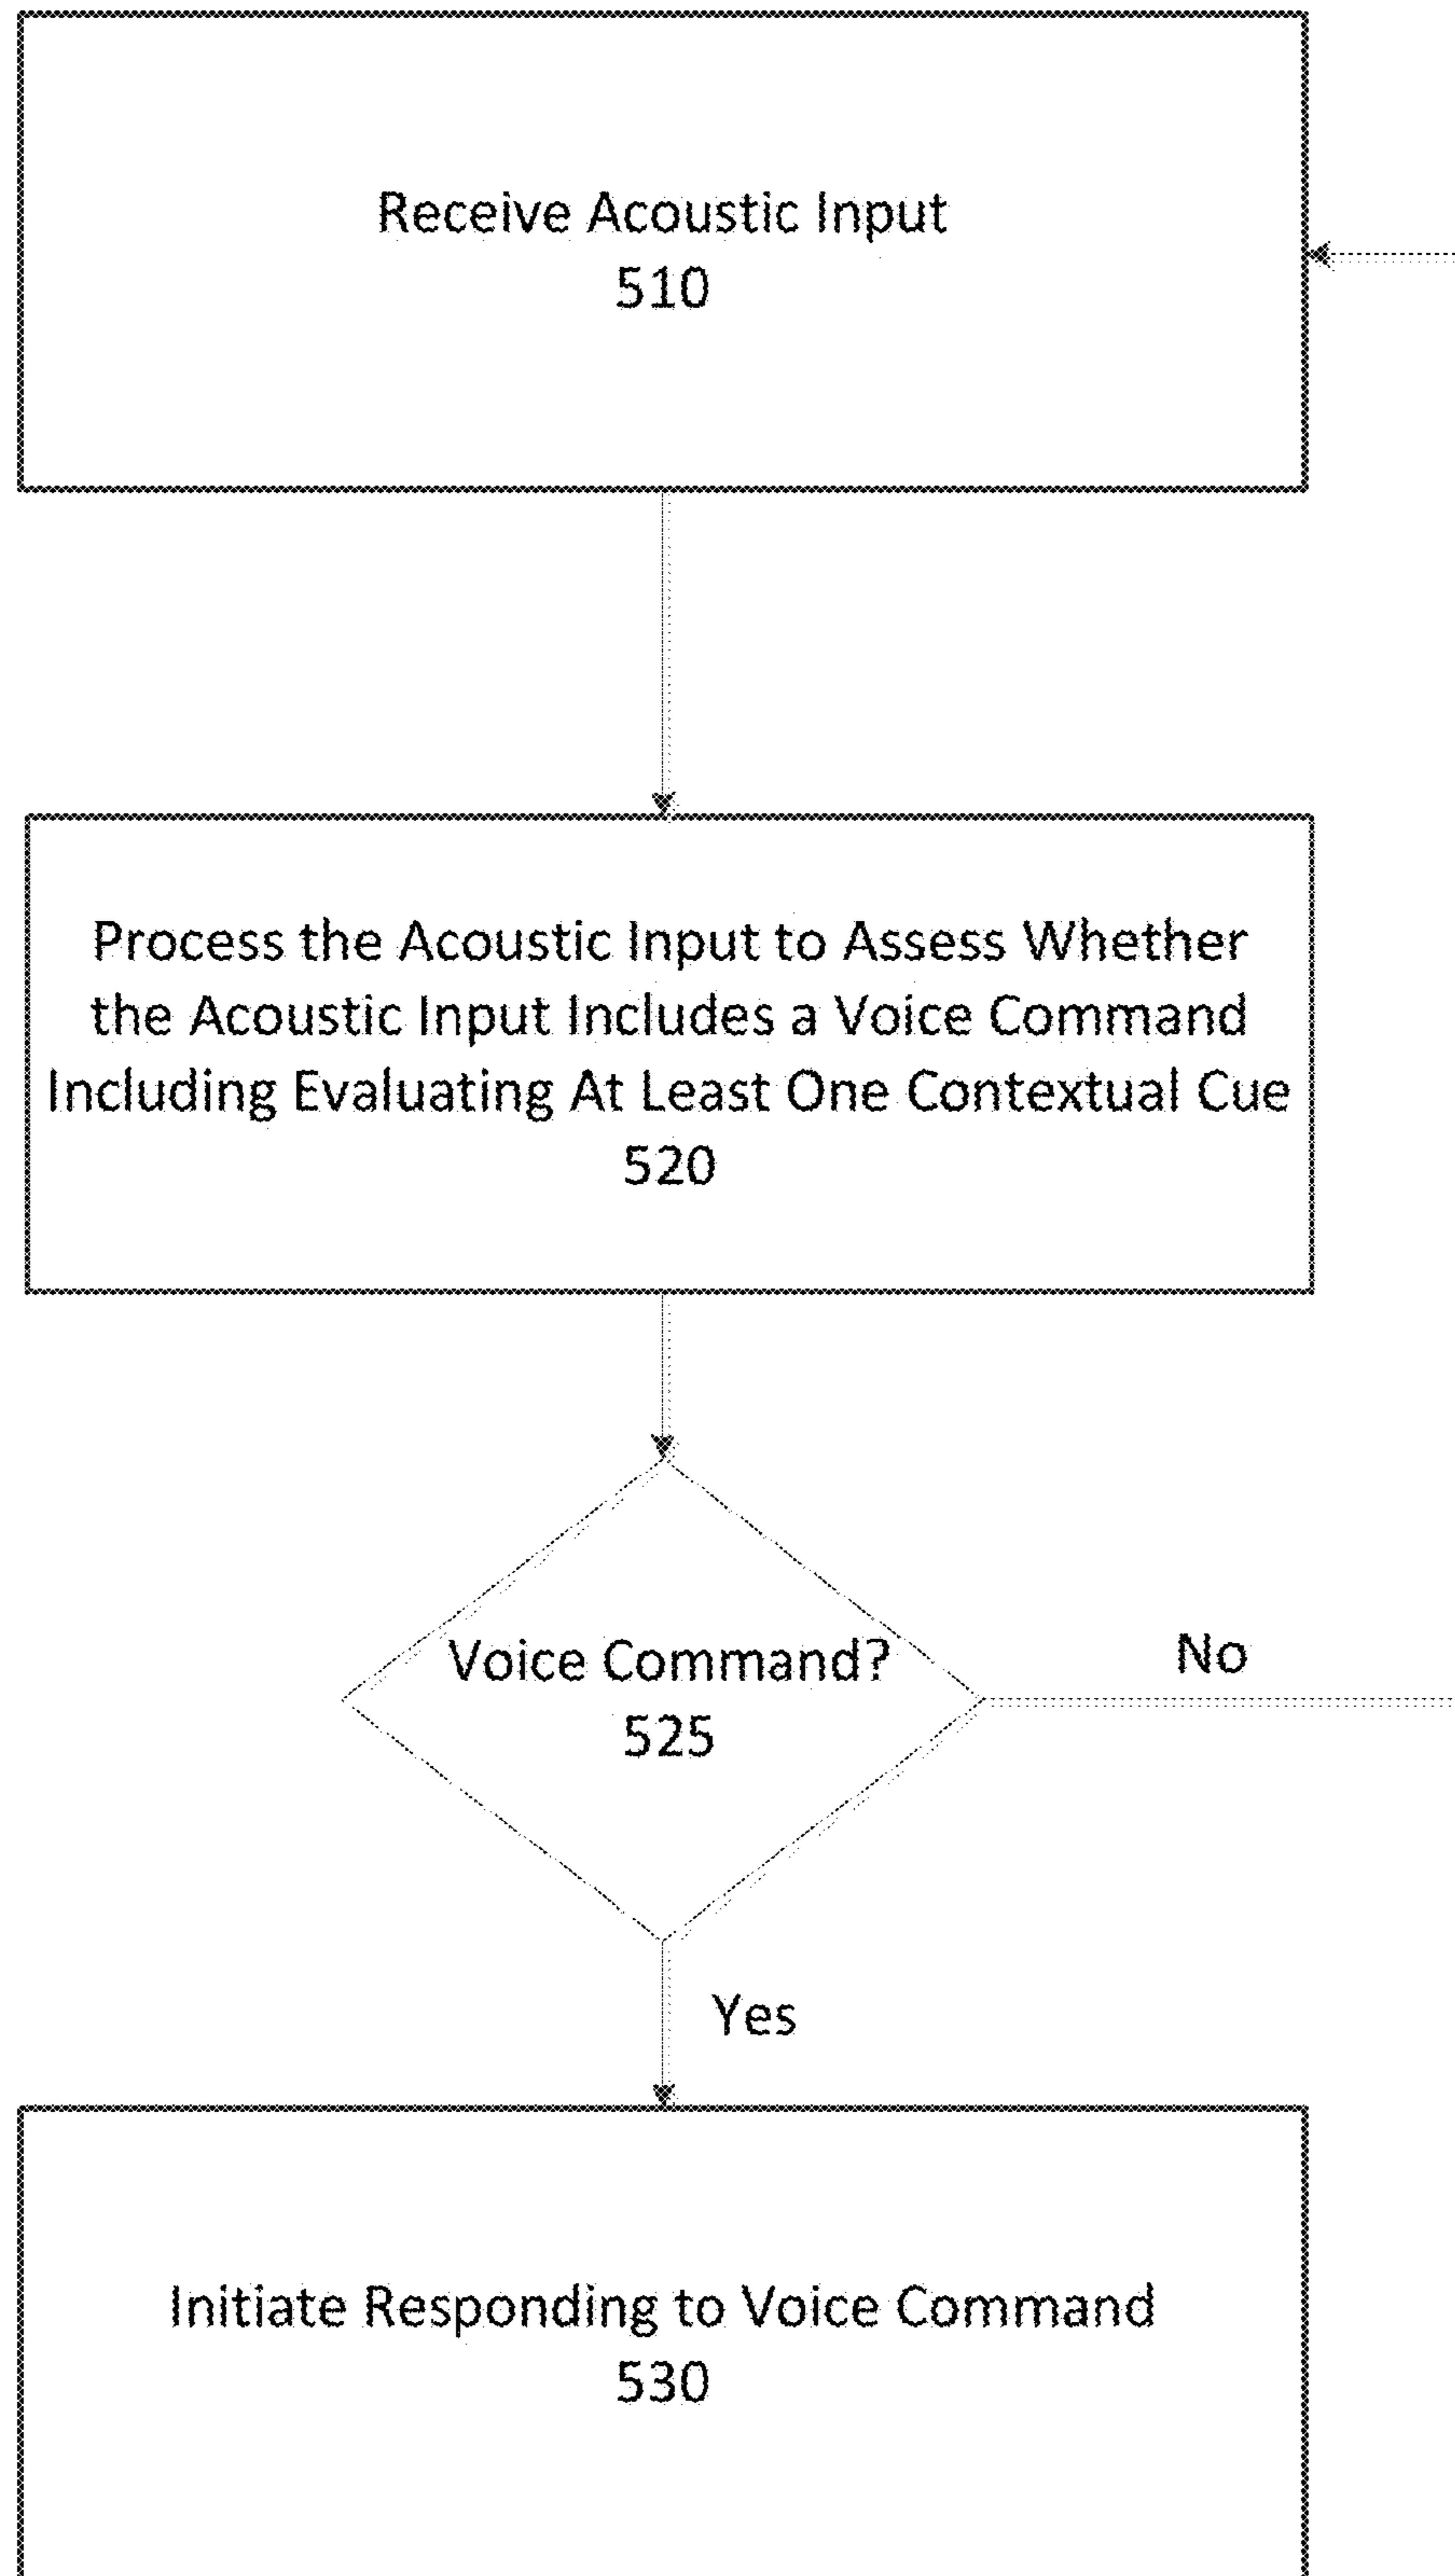 Receive Acoustic Input
510
Process the Acoustic Input to Assess Whether
the Acoustic Input Includes a Voice Command
Including Evaluating At Least One Contextual Cue
520
Voice Command?
525
No
Yes
Initiate Responding to Voice Command
530